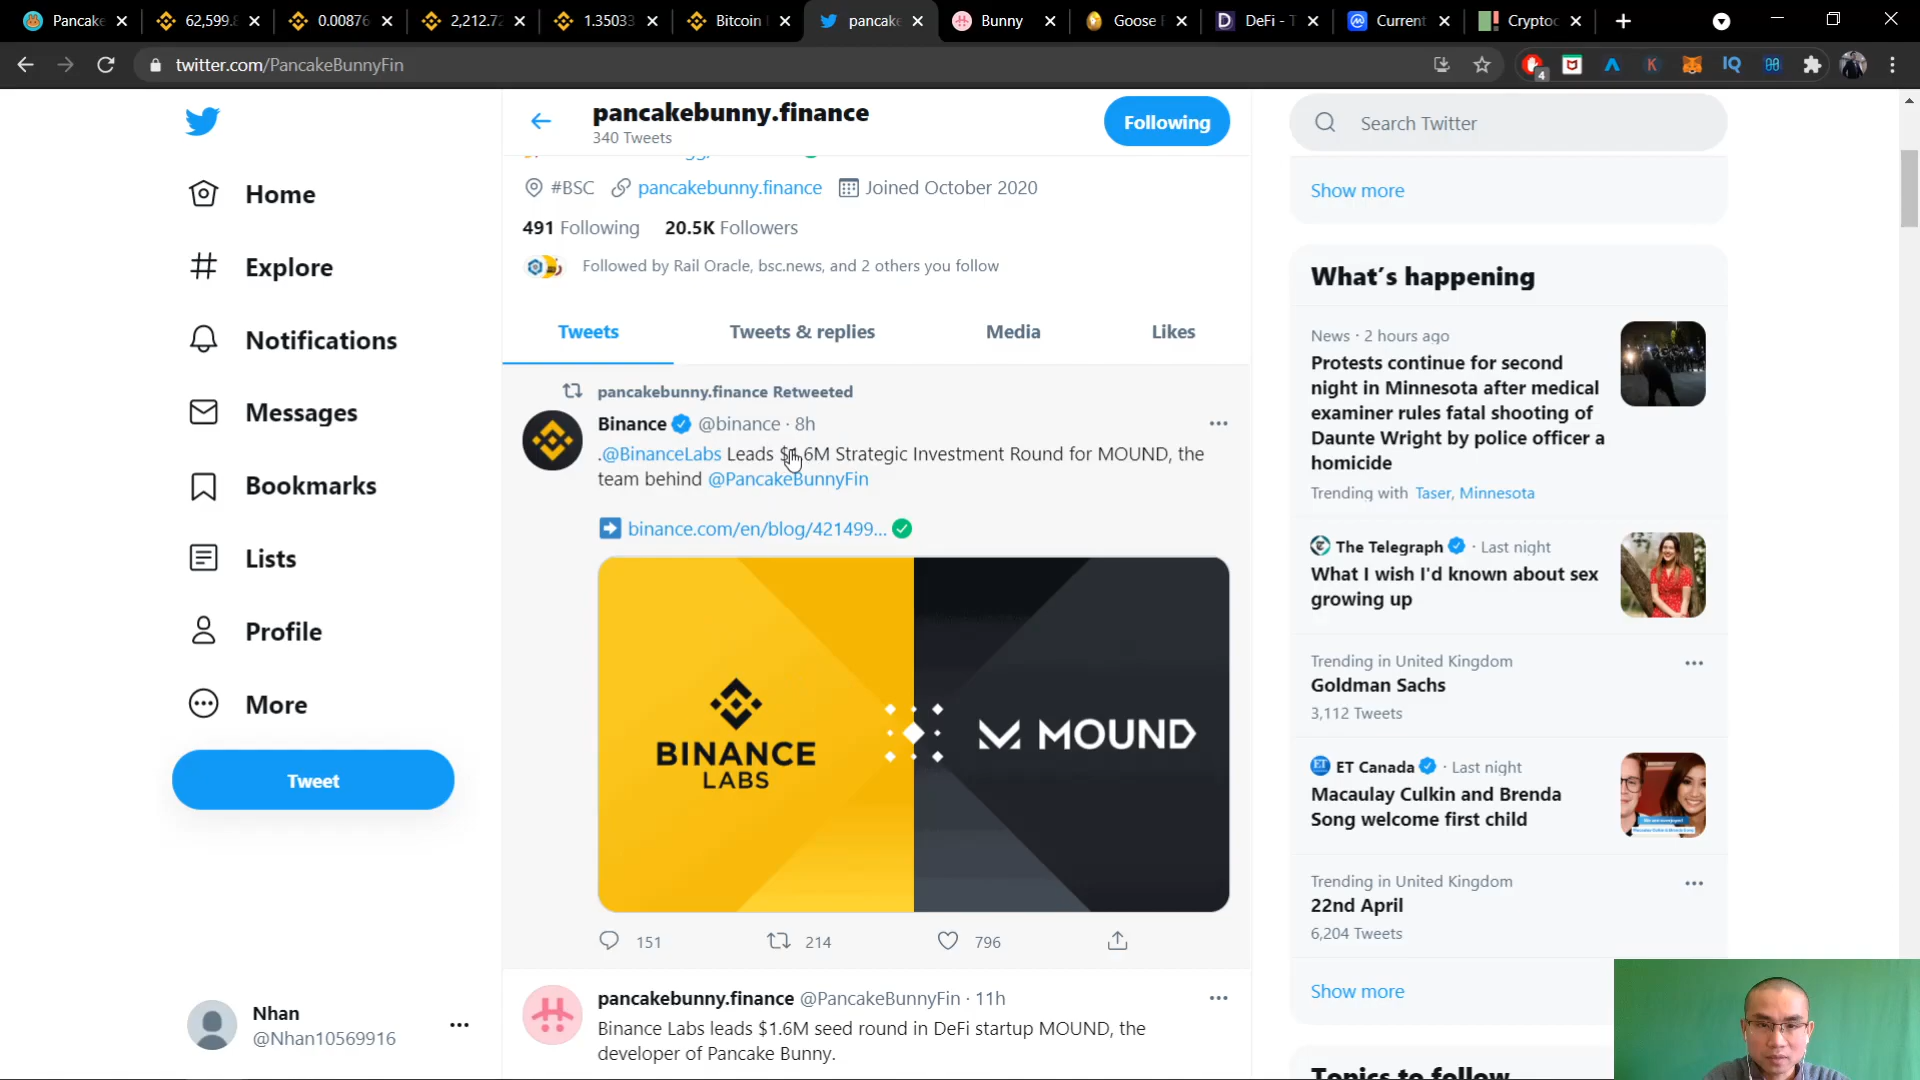 Pancake
62,599.8
0.00876
2,212.72
1.35033
Bitcoin
pancake
Bunny
Goose F
DeFi - T
Current
Cryptoc
twitter.com/PancakeBunnyFin
4
K
IQ
pancakebunny.finance
340 Tweets
Following
Search Twitter
#BSC pancakebunny.finance Joined October 2020
491 Following 20.5K Followers
Followed by Rail Oracle, bsc.news, and 2 others you follow
Tweets
Tweets & replies
Media
Likes
Home
Explore
Notifications
Messages
Bookmarks
Lists
Profile
More
Tweet
Nhan
@Nhan10569916
pancakebunny.finance Retweeted
Binance @binance · 8h
.@BinanceLabs Leads $1.6M Strategic Investment Round for MOUND, the
team behind @PancakeBunnyFin
binance.com/en/blog/421499...
BINANCE
LABS
MOUND
151
214
796
pancakebunny.finance @PancakeBunnyFin · 11h
Binance Labs leads $1.6M seed round in DeFi startup MOUND, the
developer of Pancake Bunny.
Show more
What's happening
News · 2 hours ago
Protests continue for second
night in Minnesota after medical
examiner rules fatal shooting of
Daunte Wright by police officer a
homicide
Trending with Taser, Minnesota
The Telegraph · Last night
What I wish I'd known about sex
growing up
Trending in United Kingdom
Goldman Sachs
3,112 Tweets
ET Canada · Last night
Macaulay Culkin and Brenda
Song welcome first child
Trending in United Kingdom
22nd April
6,204 Tweets
Show more
Topics to follow